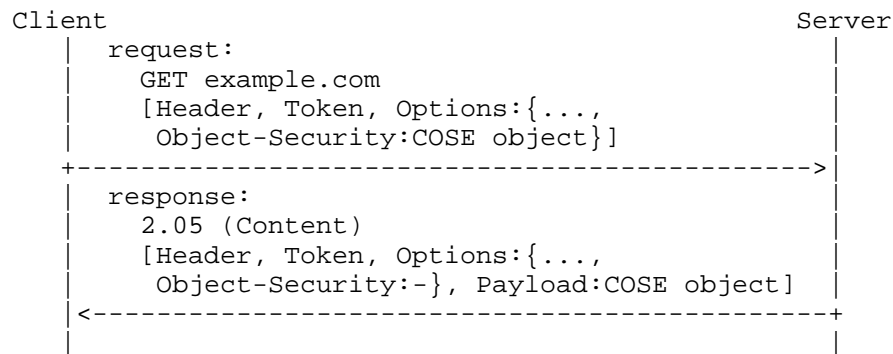 Client Server
request:
GET example.com
[Header, Token, Options:{...,
Object-Security:COSE object}]
response:
2.05 (Content)
[Header, Token, Options:{...,
Object-Security:-}, Payload:COSE object]